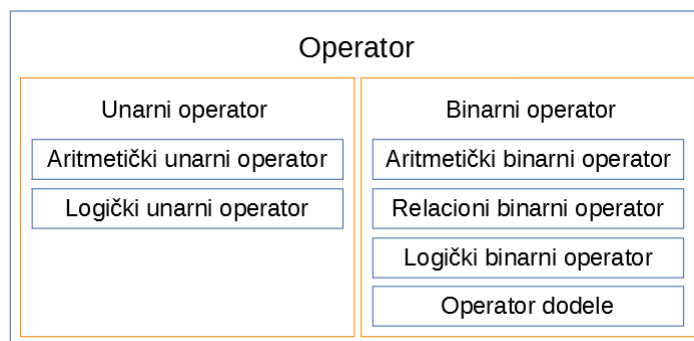 Operator
Unarni operator
Aritmetički unarni operator
Logički unarni operator
Binarni operator
Aritmetički binarni operator
Relacioni binarni operator
Logički binarni operator
Operator dodele